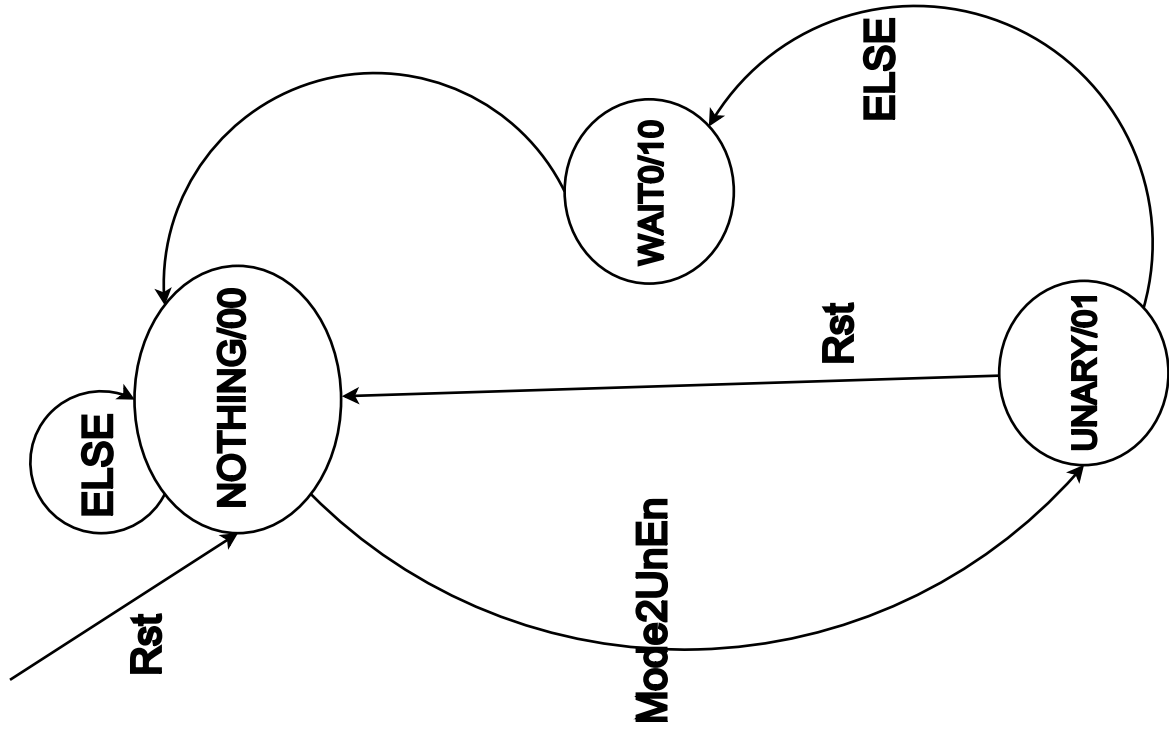 Rst
ELSE
NOTHING/00
Mode2UnEn
WAIT0/10
Rst
ELSE
UNARY/01